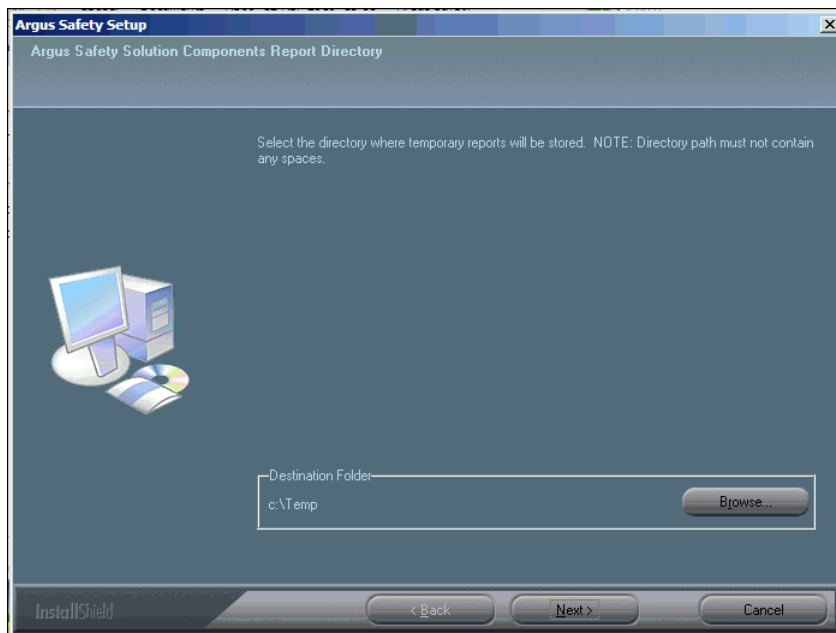 Argus Safety Setup
Argus Safety Solution Components Report Directory
Select the directory where temporary reports will be stored. NOTE: Directory path must not contain
any spaces.
Destination Folder
c:\Temp
Browse...
InstallShield
< Back
Next >
Cancel